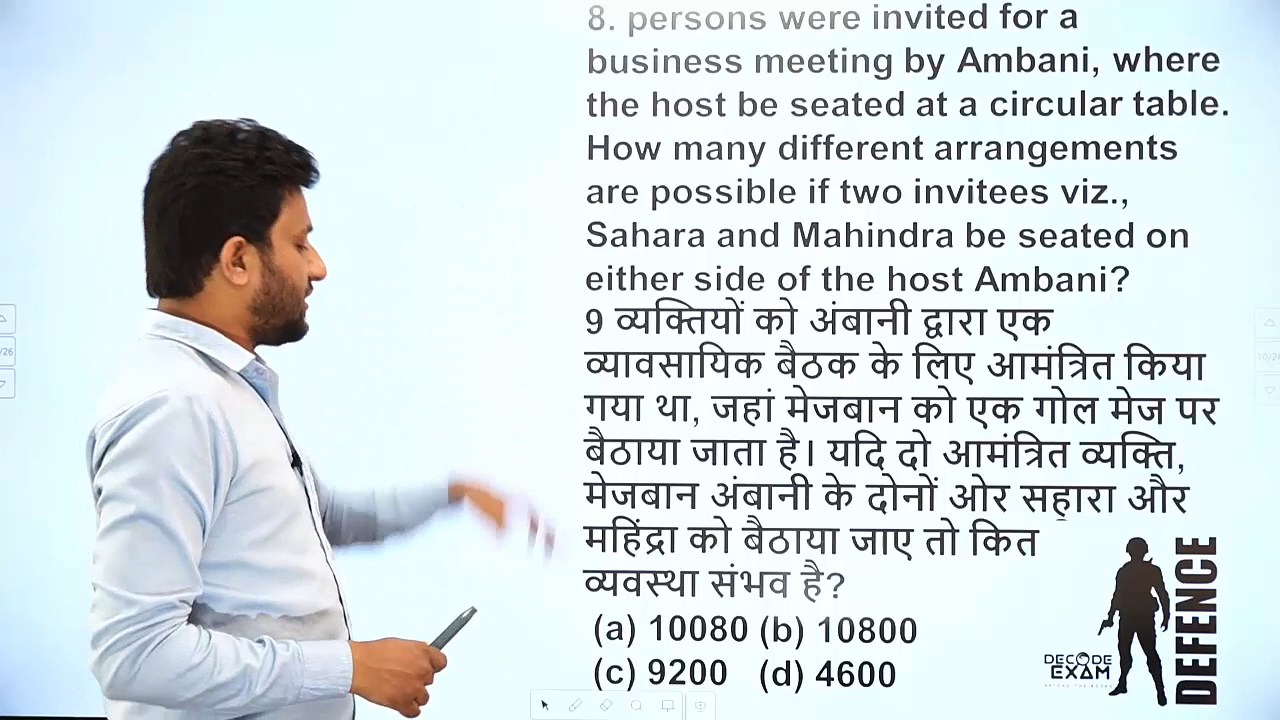 8. persons were invited for a
business meeting by Ambani, where
the host be seated at a circular table.
How many different arrangements
are possible if two invitees viz.,
Sahara and Mahindra be seated on
either side of the host Ambani?
9 व्यक्तियों को अंबानी द्वारा एक
व्यावसायिक बैठक के लिए आमंत्रित किया
गया था, जहां मेजबान को एक गोल मेज पर
बैठाया जाता है। यदि दो आमंत्रित व्यक्ति,
मेजबान अंबानी के दोनों ओर सहारा और
महिंद्रा को बैठाया जाए तो कित
व्यवस्था संभव है?
(a) 10080 (b) 10800
(c) 9200 (d) 4600
DECODE
EXAM
DEFENCE
/26